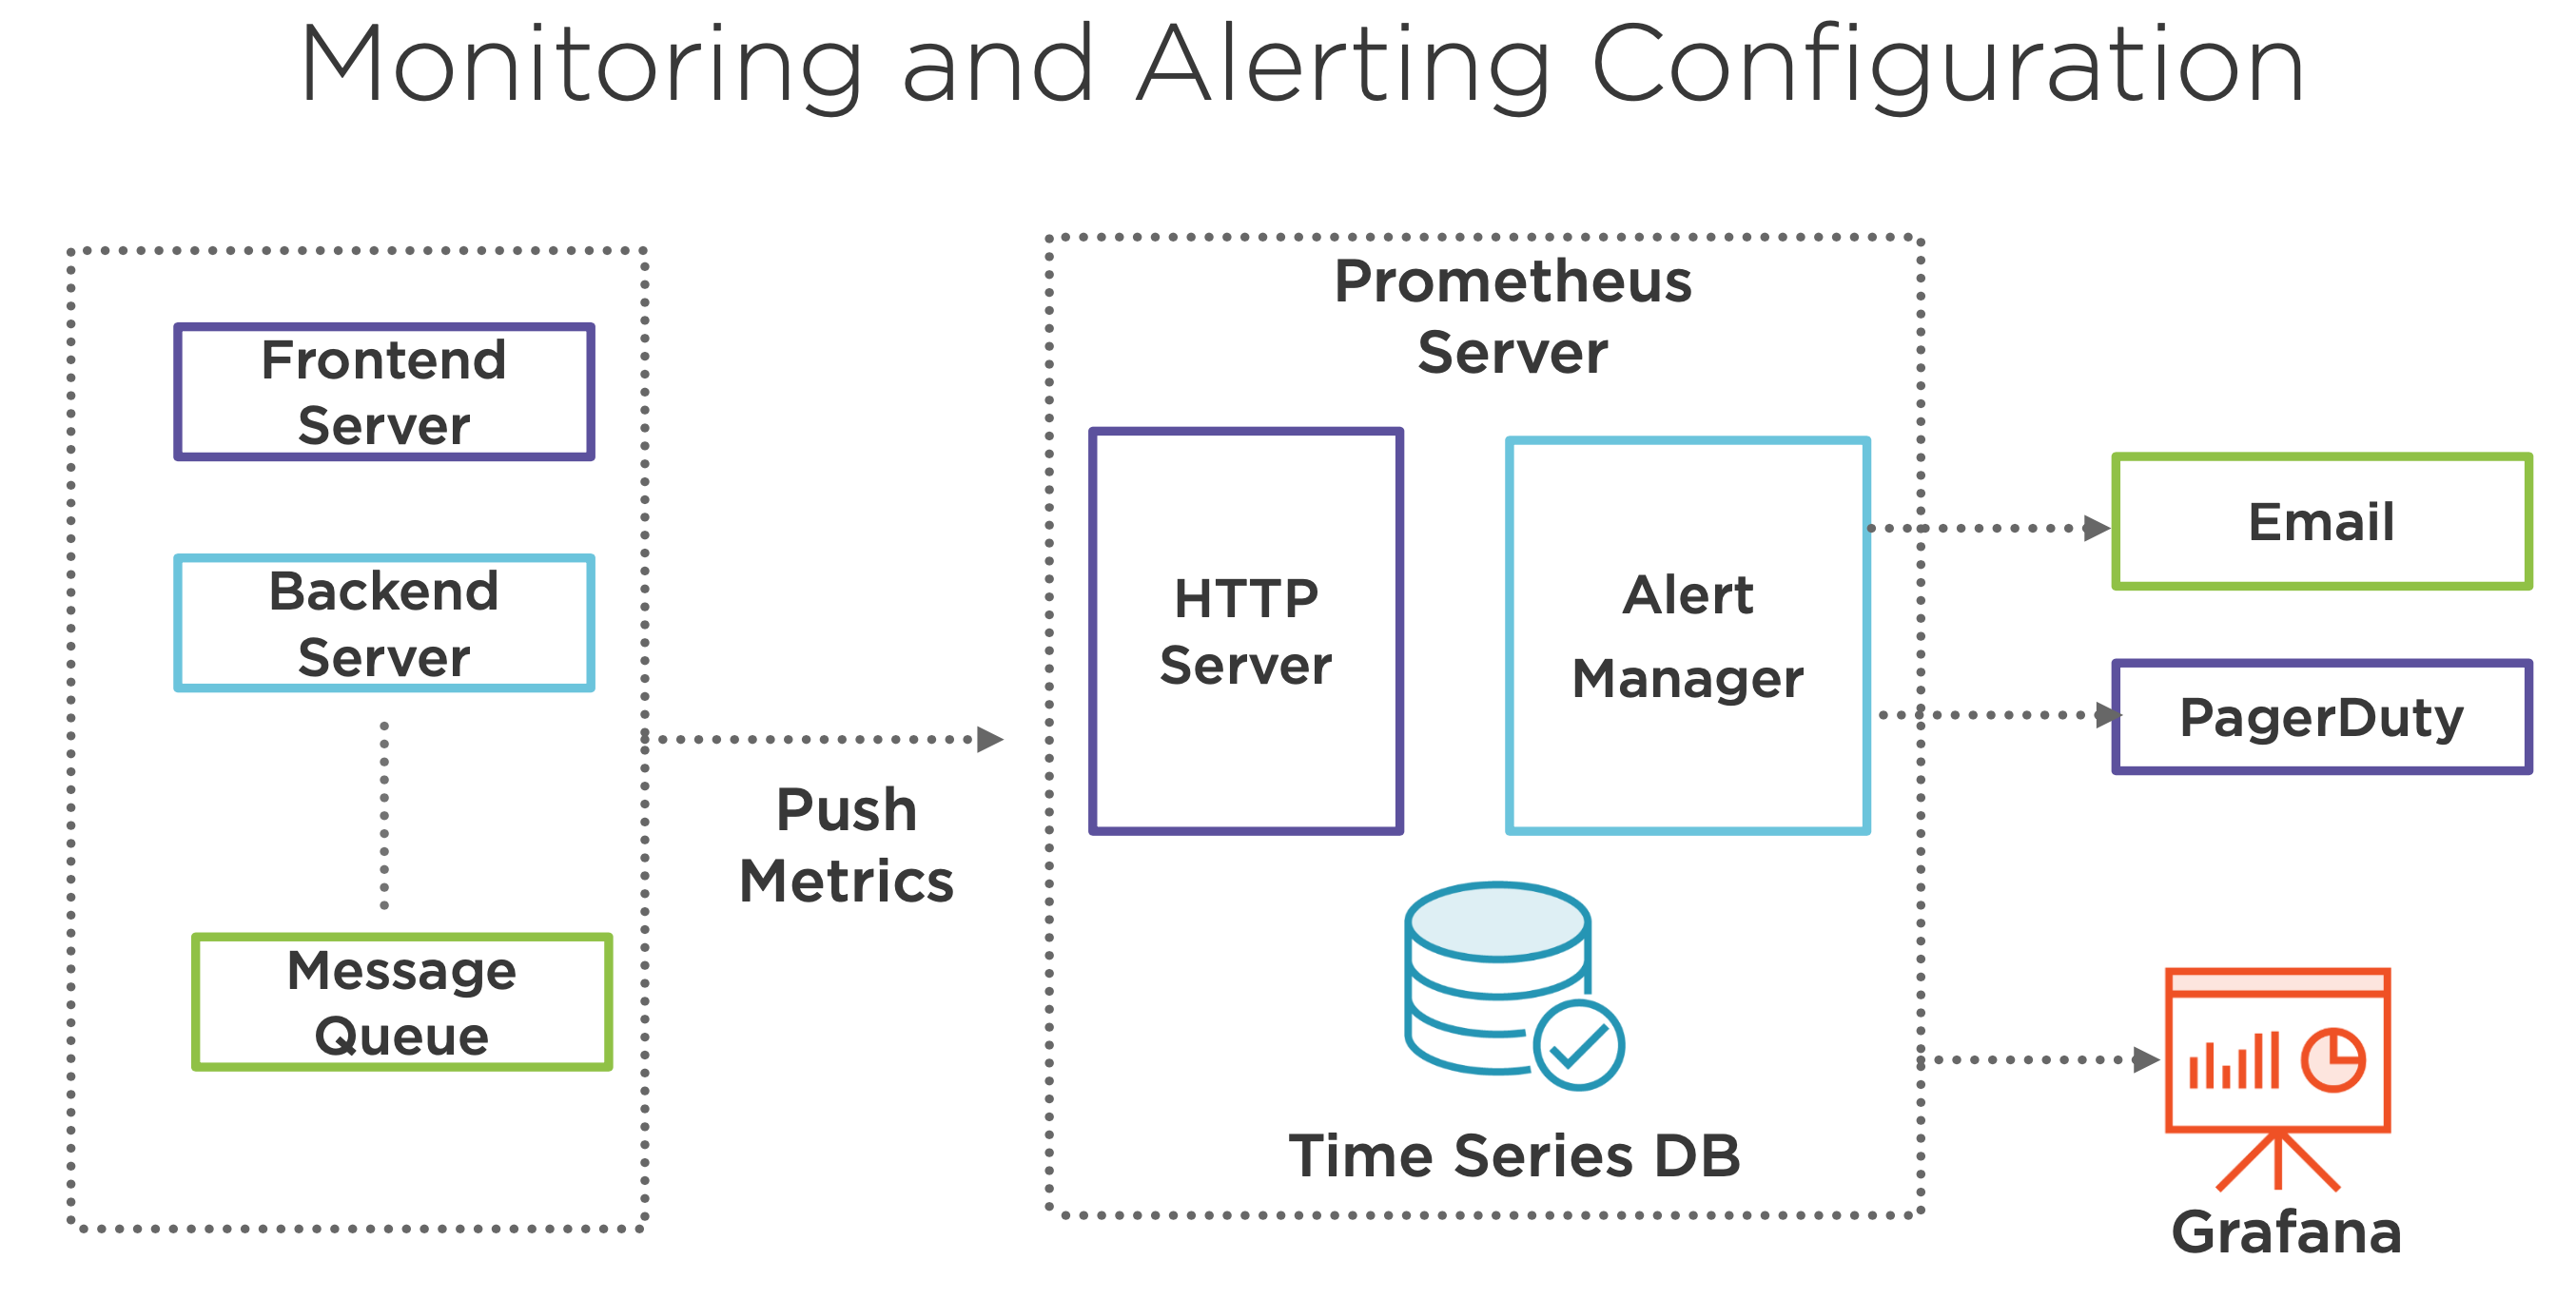 Monitoring and Alerting Configuration
Frontend
Server
Backend
Server
Message
Queue
Push
Metrics
Prometheus
Server
HTTP
Server
Alert
Manager
Time Series DB
Email
PagerDuty
Grafana